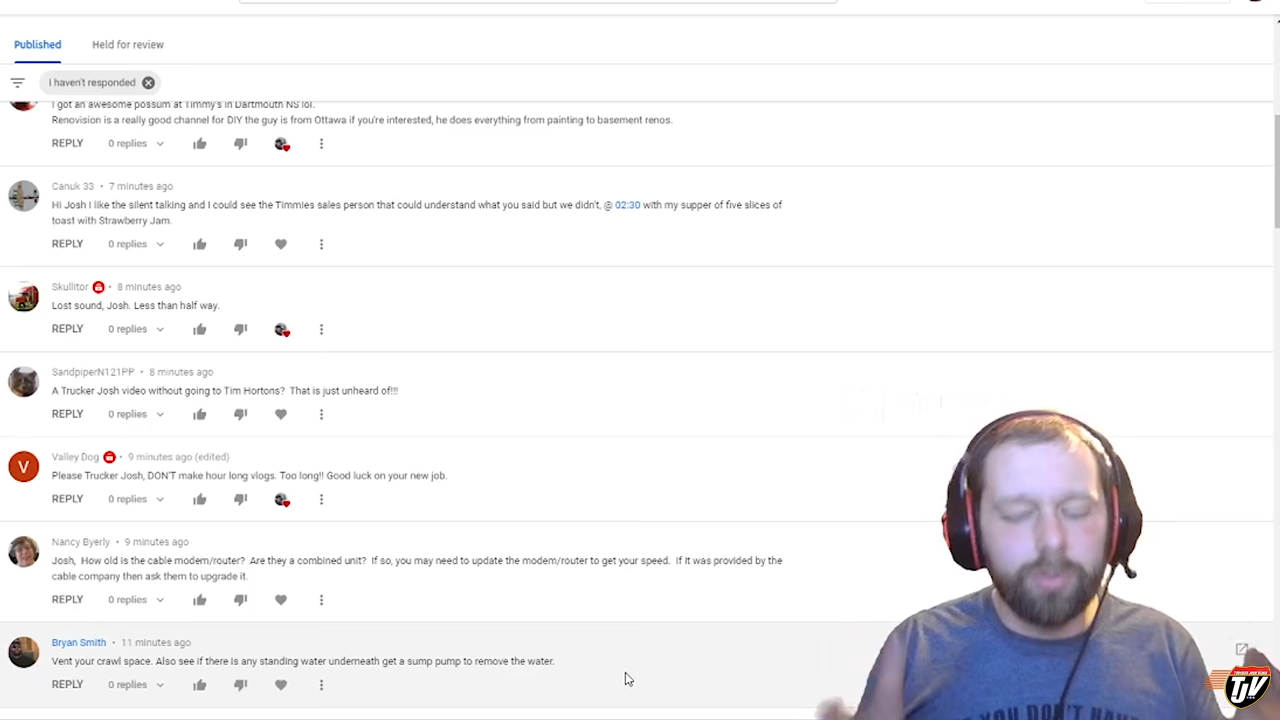 Published
Held for review
I haven't responded
I got an awesome possum at Timmy's in Dartmouth NS lol.
Renovision is a really good channel for DIY the guy is from Ottawa if you're interested, he does everything from painting to basement renos.
REPLY 0 replies
Canuk 33 • 7 minutes ago
Hi Josh I like the silent talking and I could see the Timmies sales person that could understand what you said but we didn't, @ 02:30 with my supper of five slices of
toast with Strawberry Jam.
REPLY 0 replies
Skullitor • 8 minutes ago
Lost sound, Josh. Less than half way.
REPLY 0 replies
SandpiperN121PP • 8 minutes ago
A Trucker Josh video without going to Tim Hortons? That is just unheard of!!!
REPLY 0 replies
V
Valley Dog • 9 minutes ago (edited)
Please Trucker Josh, DON'T make hour long vlogs. Too long!! Good luck on your new job.
REPLY 0 replies
Nancy Byerly • 9 minutes ago
Josh, How old is the cable modem/router? Are they a combined unit? If so, you may need to update the modem/router to get your speed. If it was provided by the
cable company then ask them to upgrade it.
REPLY 0 replies
Bryan Smith • 11 minutes ago
Vent your crawl space. Also see if there is any standing water underneath get a sump pump to remove the water.
REPLY 0 replies
YOU DON'T HAVE
TJV